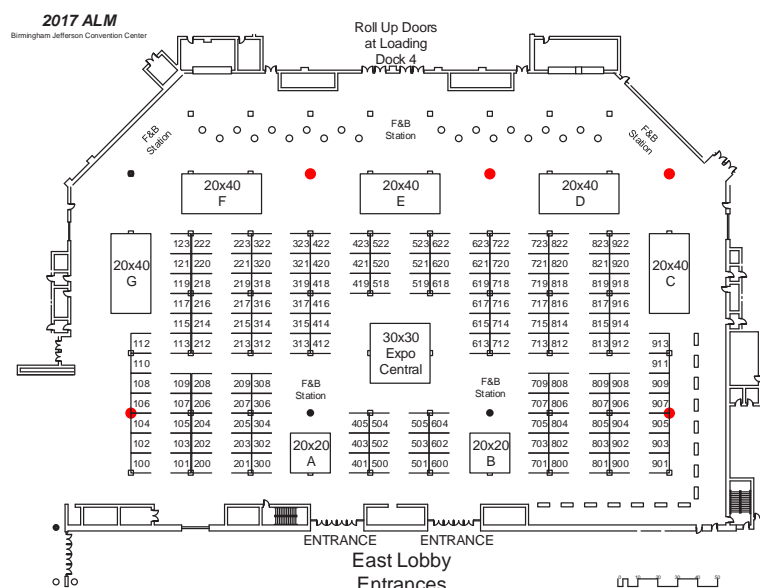 2017 ALM
Birmingham Jefferson Convention Center
Roll Up Doors
at Loading
Dock 4
F&B
Station
F&B
Station
F&B
Station
20x40
F
20x40
E
20x40
D
123 222 223 322 323 422 423 522 523 622 623 722 723 822 823 922
20x40
G
20x40
C
121 220 221 320 321 420 421 520 521 620 621 720 721 820 821 920
119 218 219 318 319 418 419 518 519 618 619 718 719 818 819 918
117 216 217 316 317 416 617 716 717 816 817 916
115 214 215 314 315 414 615 714 715 814 815 914
113 212 213 312 313 412 613 712 713 812 813 912
30x30
Expo
Central
112 913
110 911
108 109 208 209 308 709 808 809 908 909
F&B
Station
F&B
Station
106 107 206 207 306 707 806 807 906 907
104 105 204 205 304 405 504 505 604 705 804 805 904 905
102 103 202 203 302 403 502 503 602 703 802 803 902 903
100 101 200 201 300 401 500 501 600 701 800 801 900 901
20x20
A
20x20
B
ENTRANCE ENTRANCE
East Lobby
Entrances
0 10 20 30 40 50